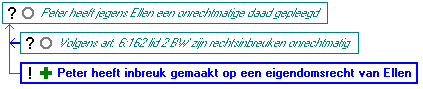 ? Peter heeft jegens Ellen een onrechtmatige daad gepleegd
? Volgens art. 6:162 lid 2 BW zijn rechtsinbreuken onrechtmatig
! Peter heeft inbreuk gemaakt op een eigendomsrecht van Ellen